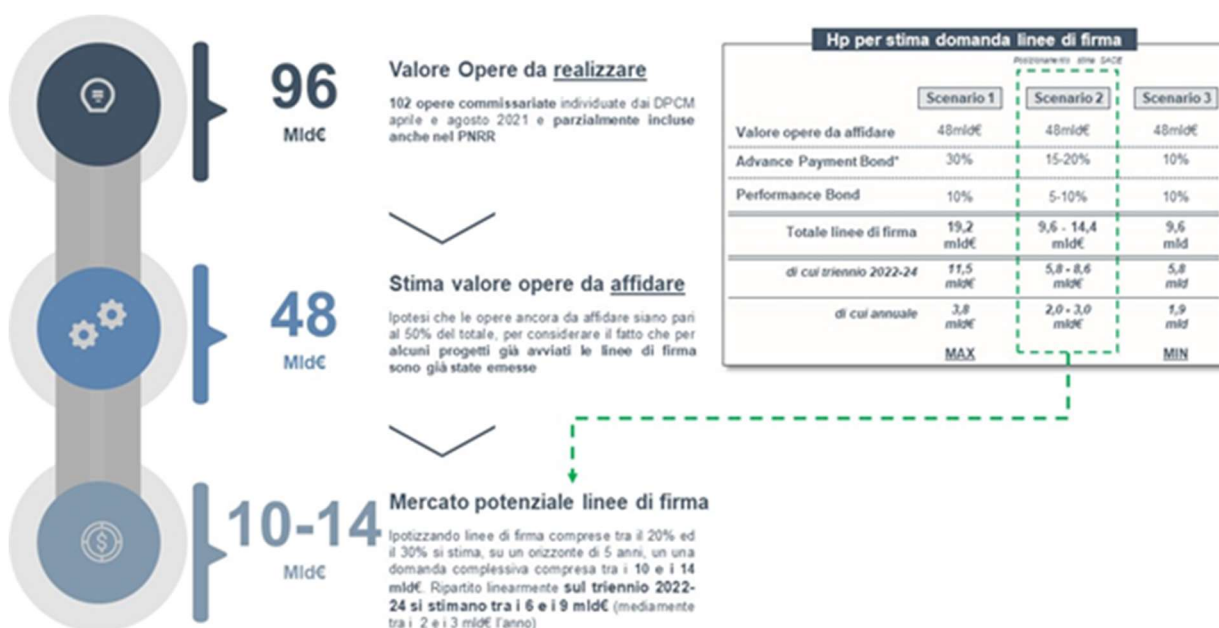 96
Mld€
Valore Opere da realizzare
102 opere commissariate individuate dai DPCM
aprile e agosto 2021 e parzialmente incluse
anche nel PNRR
48
Mld€
Stima valore opere da affidare
Ipotesi che le opere ancora da affidare siano pari
al 50% del totale, per considerare il fatto che per
alcuni progetti già avviati le linee di firma
sono già state emesse
10-14
Mld€
Mercato potenziale linee di firma
Ipotizzando linee di firma comprese tra il 20% ed
il 30% si stima, su un orizzonte di 5 anni, un una
domanda complessiva compresa tra i 10 e i 14
mld€. Ripartito linearmente sul triennio 2022-
24 si stimano tra i 6 e i 9 mld€ (mediamente
tra i 2 e i 3 mld€ l'anno)
Hp per stima domanda linee di firma
Posizionamento stima SACE
Scenario 1 Scenario 2 Scenario 3
Valore opere da affidare 48mld€ 48mld€ 48mld€
Advance Payment Bond* 30% 15-20% 10%
Performance Bond 10% 5-10% 10%
Totale linee di firma 19,2 mld€ 9,6 - 14,4 mld€ 9,6 mld
di cui triennio 2022-24 11,5 mld€ 5,8 - 8,6 mld€ 5,8 mld
di cui annuale 3,8 mld€ 2,0 - 3,0 mld€ 1,9 mld
MAX MIN